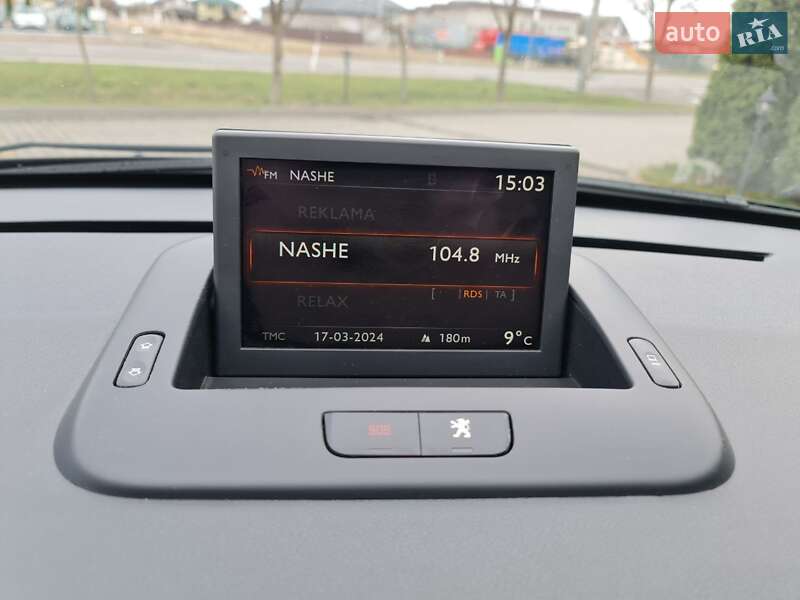 auto RIA
.com
FM NASHE 15:03
REKLAMA
NASHE 104.8 MHz
[ RDS | TA ]
RELAX
TMC 17-03-2024 180m 9°C
SOS